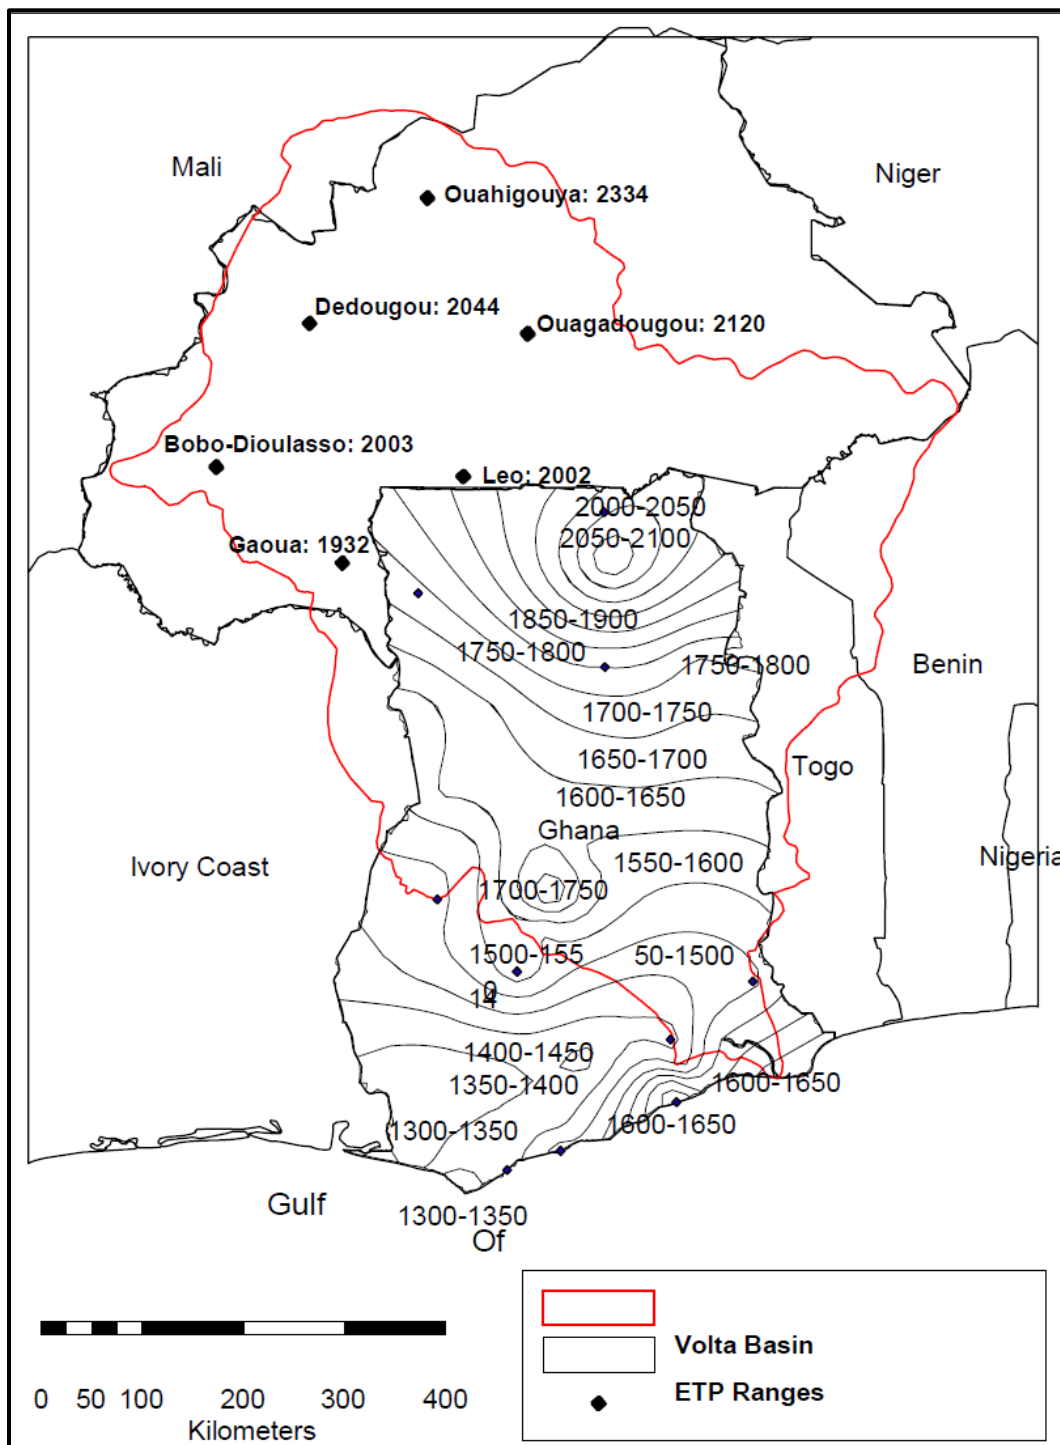 Mali
Niger
Ouahigouya: 2334
Dedougou: 2044
Ouagadougou: 2120
Bobo-Dioulasso: 2003
Leo: 2002
2000-2050
2050-2100
Gaoua: 1932
1850-1900
1750-1800
1750-1800
Benin
1700-1750
1650-1700
Togo
1600-1650
Ghana
Ivory Coast
1550-1600
Nigeria
1700-1750
1500-155
0
50-1500
14
1400-1450
1350-1400
1600-1650
1300-1350
1600-1650
Gulf
1300-1350
Of
Volta Basin
ETP Ranges
0 50 100 200 300 400
Kilometers